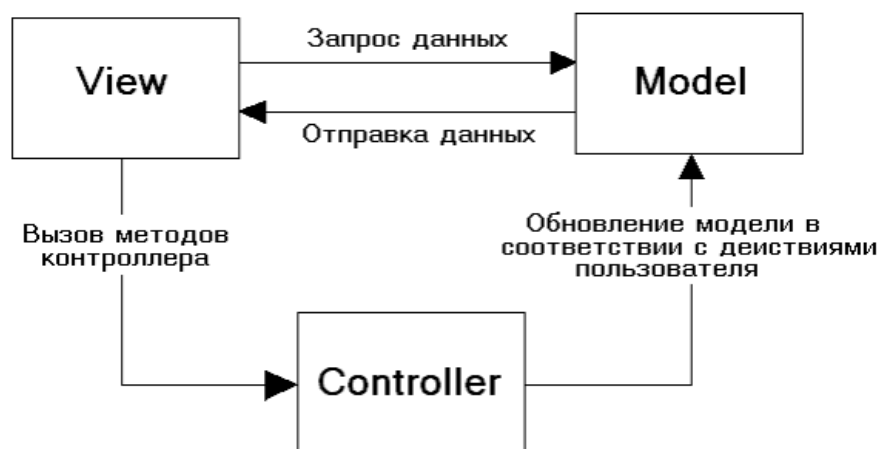 Запрос данных
View
Model
Отправка данных
Вызов методов
контроллера
Обновление модели в
соответствии с деиствиями
пользователя
Controller